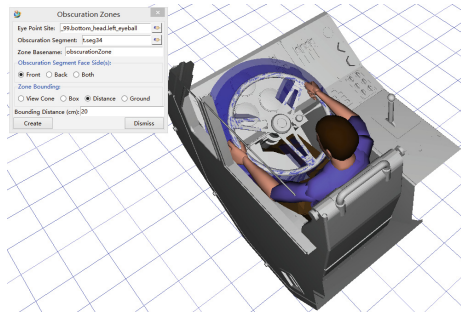 Obscuration Zones
Eye Point Site: _99.bottom_head.left_eyeball
Obscuration Segment: t.seg34
Zone Basename: obscurationZone
Obscuration Segment Face Side(s):
Front Back Both
Zone Bounding:
View Cone Box Distance Ground
Bounding Distance (cm): 20
Create Dismiss